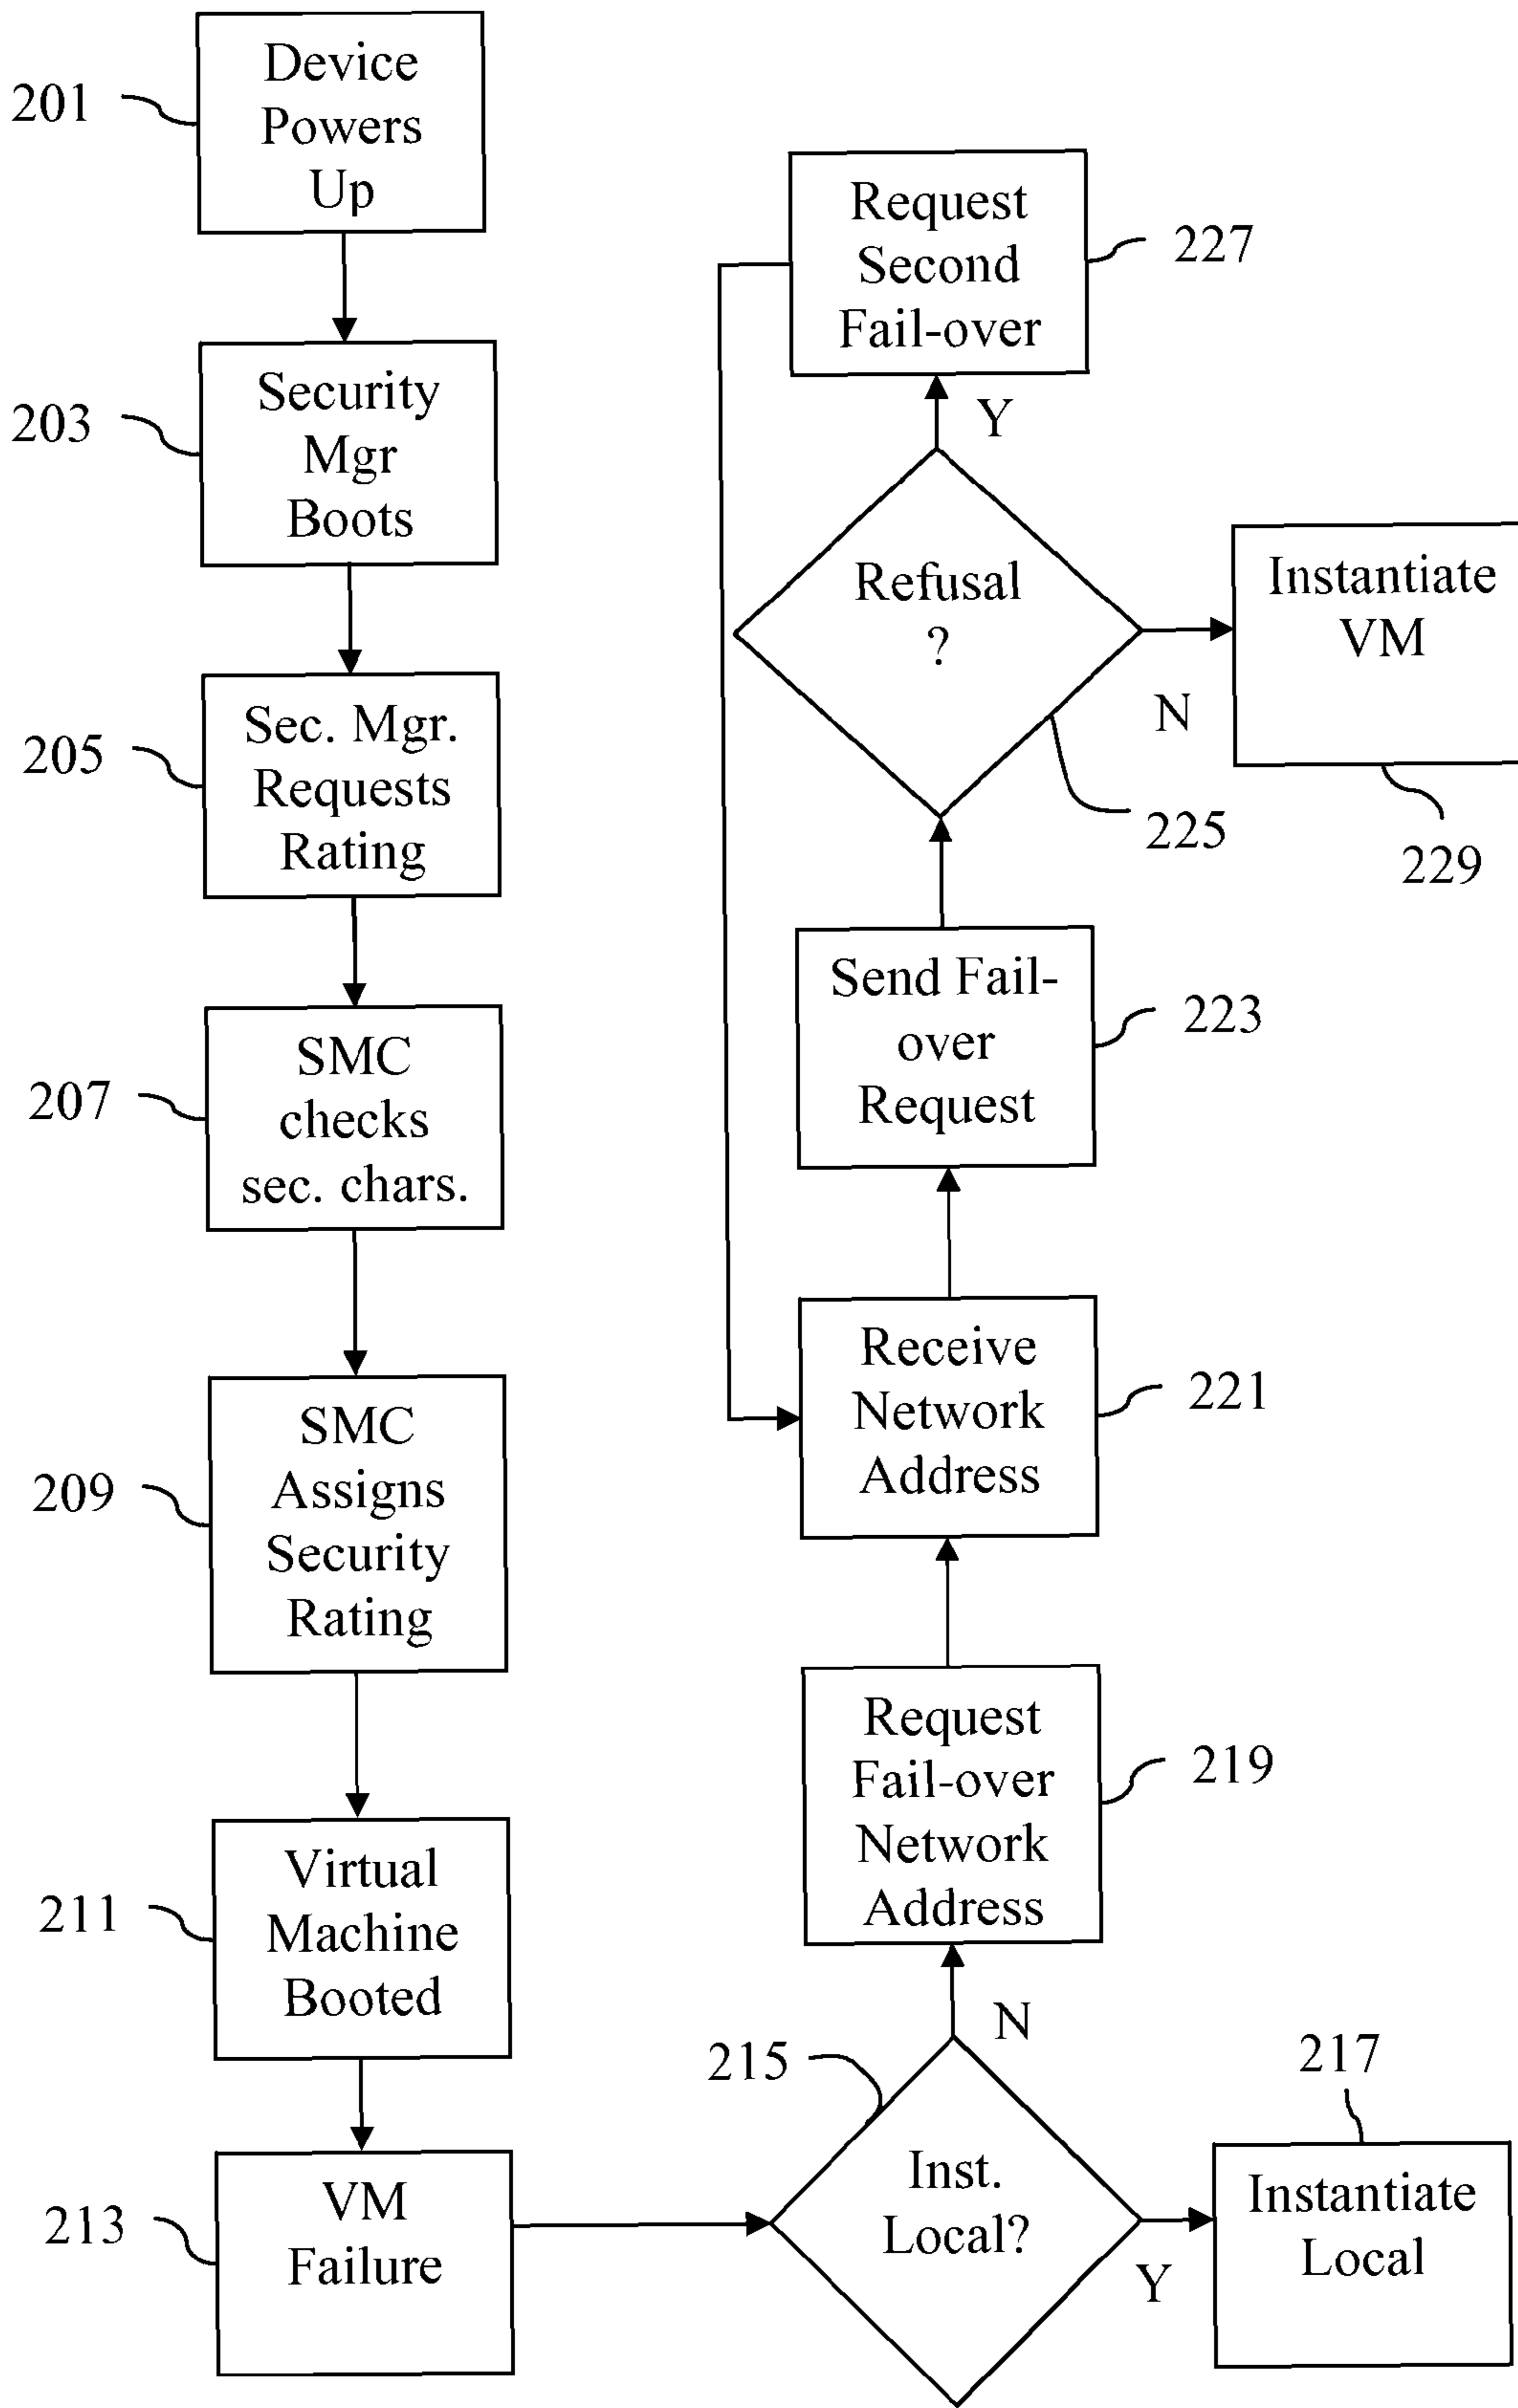 201
Device
Powers
Up
203
Security
Mgr
Boots
205
Sec. Mgr.
Requests
Rating
207
SMC
checks
sec. chars.
209
SMC
Assigns
Security
Rating
211
Virtual
Machine
Booted
213
VM
Failure
215
Inst.
Local?
Y
217
Instantiate
Local
N
Request
Fail-over
Network
Address
219
Receive
Network
Address
221
Send Fail-
over
Request
223
Refusal
?
225
N
Instantiate
VM
229
Y
Request
Second
Fail-over
227